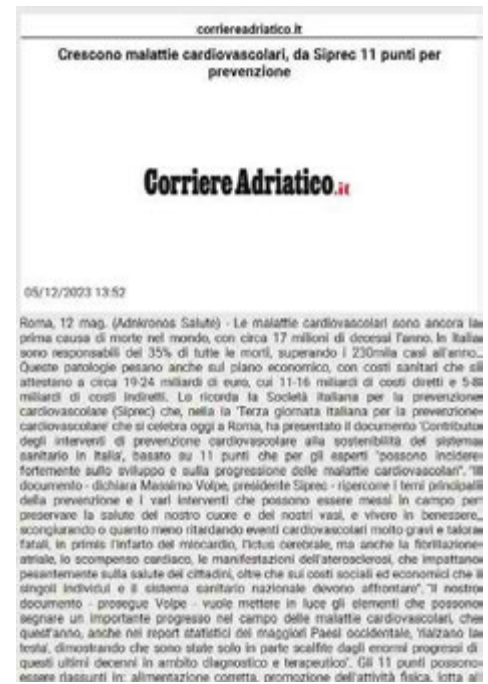 corriereadriatico.it
Crescono malattie cardiovascolari, da Siprec 11 punti per
prevenzione
CorriereAdriatico.it
05/12/2023 13:52
Roma, 12 mag. (Adnkronos Salute) - Le malattie cardiovascolari sono ancora la
prima causa di morte nel mondo, con circa 17 milioni di decessi l'anno. In Italia
sono responsabili del 35% di tutte le morti, superando i 230mila casi all'anno.
Queste patologie pesano anche sul piano economico, con costi sanitari che si
attestano a circa 19-24 miliardi di euro, cui 11-16 miliardi di costi diretti e 5-8
miliardi di costi indiretti. Lo ricorda la Società italiana per la prevenzione
cardiovascolare (Siprec) che, nella la 'Terza giornata italiana per la prevenzione
cardiovascolare' che si celebra oggi a Roma, ha presentato il documento 'Contributo
degli interventi di prevenzione cardiovascolare alla sostenibilità del sistema
sanitario in Italia', basato su 11 punti che per gli esperti "possono incidere
fortemente sullo sviluppo e sulla progressione delle malattie cardiovascolari". "Il
documento - dichiara Massimo Volpe, presidente Siprec - ripercorre i temi principali
della prevenzione e i vari interventi che possono essere messi in campo per
preservare la salute del nostro cuore e dei nostri vasi, e vivere in benessere,
scongiurando o quanto meno ritardando eventi cardiovascolari molto gravi e talora
fatali, in primis l'infarto del miocardio, l'ictus cerebrale, ma anche la fibrillazione
atriale, lo scompenso cardiaco, le manifestazioni dell'aterosclerosi, che impattano
pesantemente sulla salute dei cittadini, oltre che sui costi sociali ed economici che i
singoli individui e il sistema sanitario nazionale devono affrontare". "Il nostro
documento - prosegue Volpe - vuole mettere in luce gli elementi che possono
segnare un importante progresso nel campo delle malattie cardiovascolari, che
quest'anno, anche nei report statistici dei maggiori Paesi occidentale, 'rialzano la
testa', dimostrando che sono state solo in parte scalfite dagli enormi progressi di
questi ultimi decenni in ambito diagnostico e terapeutico". Gli 11 punti possono
essere riassunti in: alimentazione corretta, promozione dell'attività fisica, lotta al